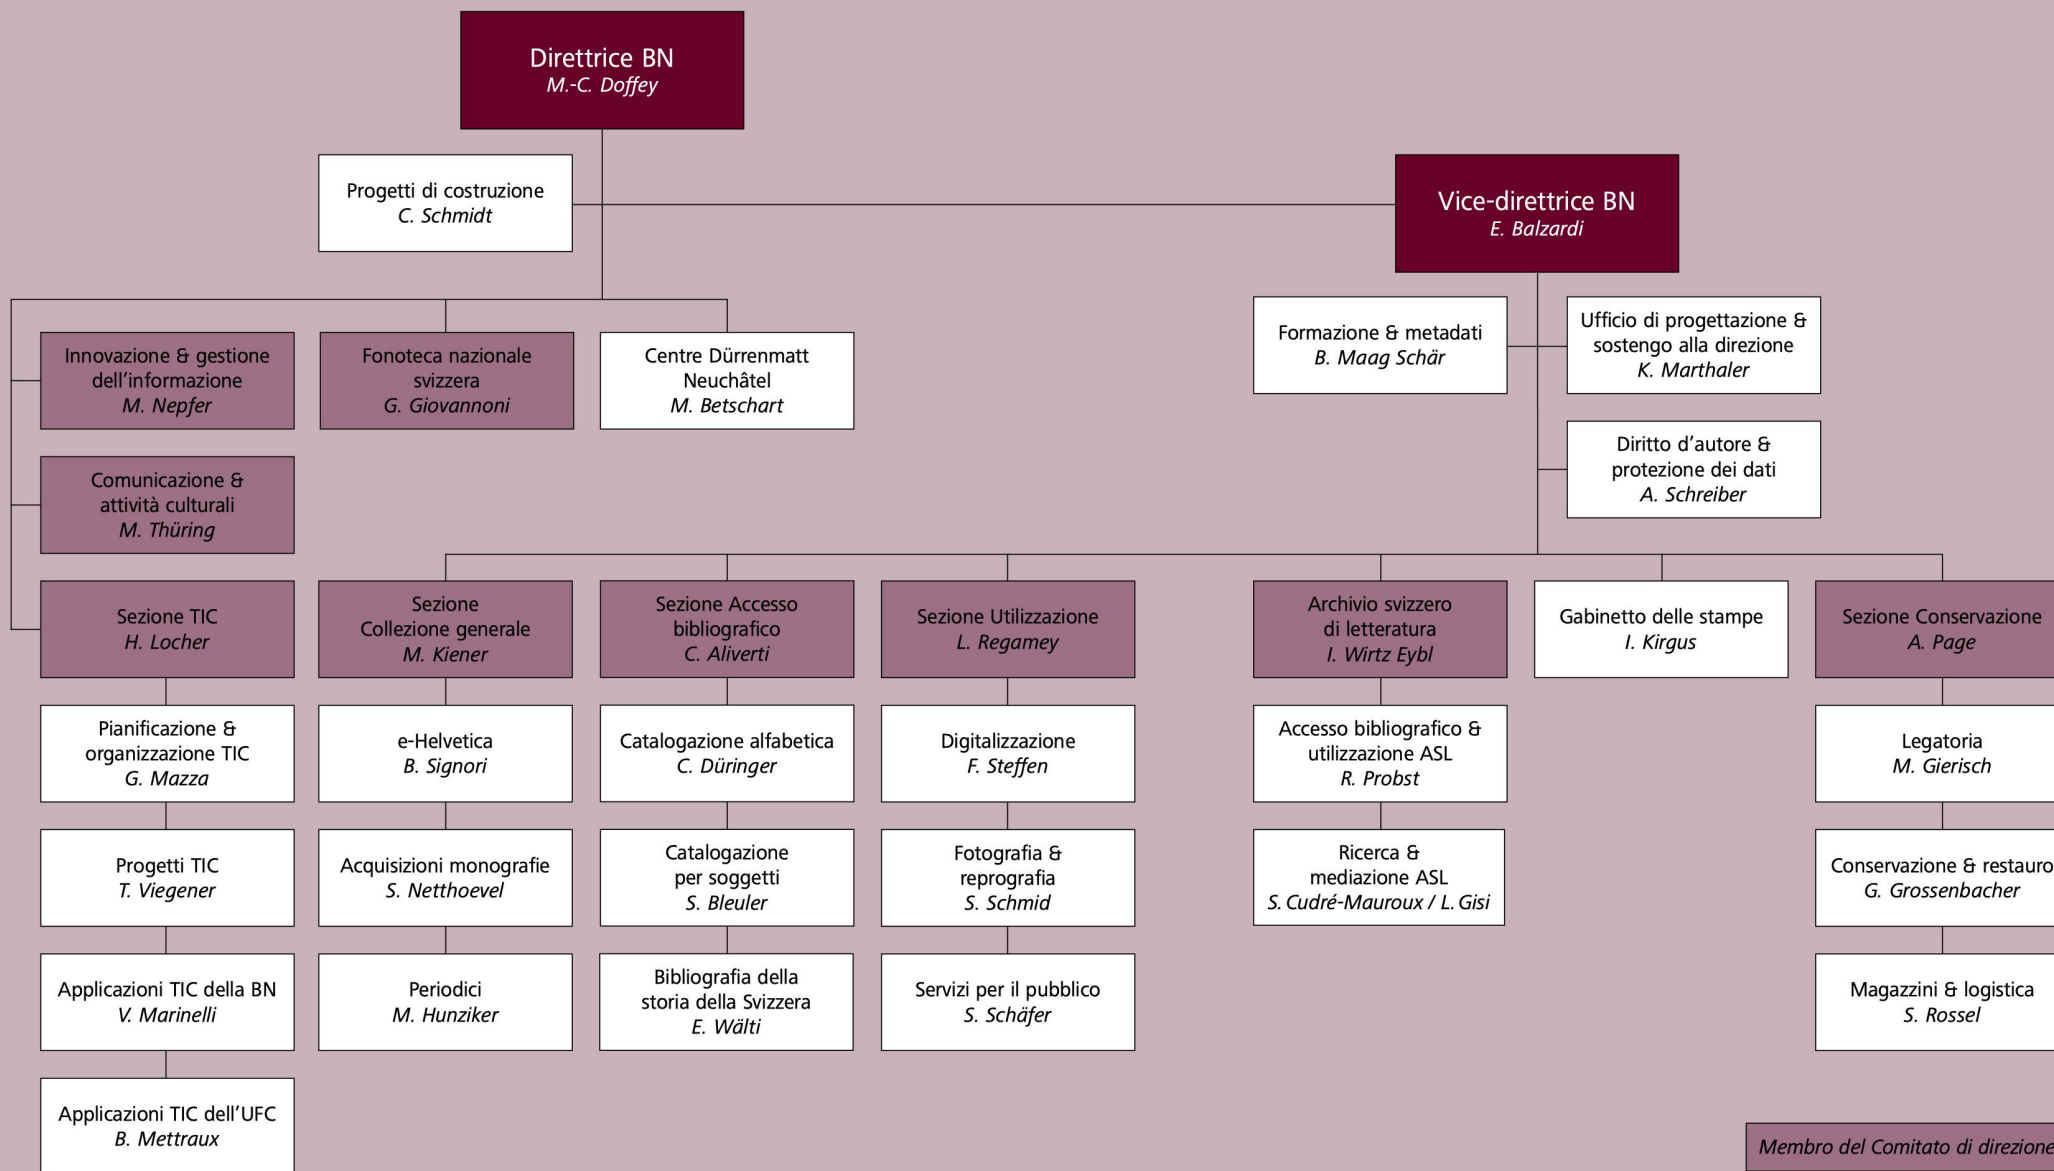 Direttrice BN
M.-C. Doffey
Progetti di costruzione
C. Schmidt
Vice-direttrice BN
E. Balzardi
Innovazione & gestione
dell'informazione
M. Nepfer
Fonoteca nazionale
svizzera
G. Giovannoni
Centre Dürrenmatt
Neuchâtel
M. Betschart
Formazione & metadati
B. Maag Schär
Ufficio di progettazione &
sostengo alla direzione
K. Marthaler
Comunicazione &
attività culturali
M. Thüring
Diritto d'autore &
protezione dei dati
A. Schreiber
Sezione TIC
H. Locher
Sezione
Collezione generale
M. Kiener
Sezione Accesso
bibliografico
C. Aliverti
Sezione Utilizzazione
L. Regamey
Archivio svizzero
di letteratura
I. Wirtz Eybl
Gabinetto delle stampe
I. Kirgus
Sezione Conservazione
A. Page
Pianificazione &
organizzazione TIC
G. Mazza
e-Helvetica
B. Signori
Catalogazione alfabetica
C. Düringer
Digitalizzazione
F. Steffen
Accesso bibliografico &
utilizzazione ASL
R. Probst
Legatoria
M. Gierisch
Progetti TIC
T. Viegener
Acquisizioni monografie
S. Netthoevel
Catalogazione
per soggetti
S. Bleuler
Fotografia &
reprografia
S. Schmid
Ricerca &
mediazione ASL
S. Cudré-Mauroux / L. Gisi
Conservazione & restauro
G. Grossenbacher
Applicazioni TIC della BN
V. Marinelli
Periodici
M. Hunziker
Bibliografia della
storia della Svizzera
E. Wälti
Servizi per il pubblico
S. Schäfer
Magazzini & logistica
S. Rossel
Applicazioni TIC dell'UFC
B. Mettraux
Membro del Comitato di direzione